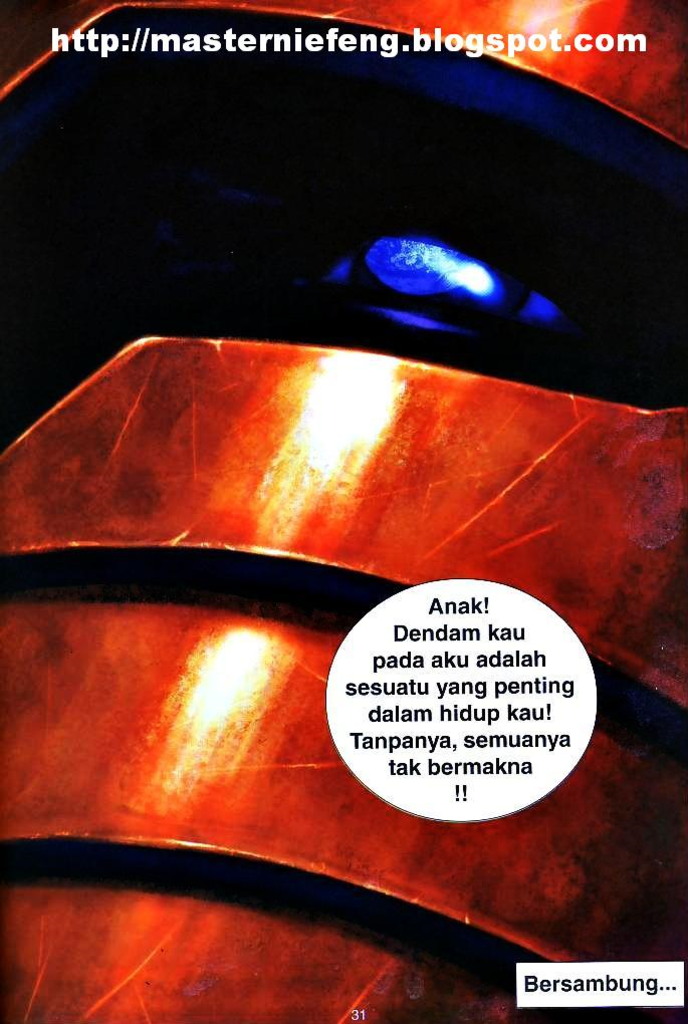 http://masterniefeng.blogspot.com
Anak!
Dendam kau
pada aku adalah
sesuatu yang penting
dalam hidup kau!
Tanpanya, semuanya
tak bermakna
!!
Bersambung...
31